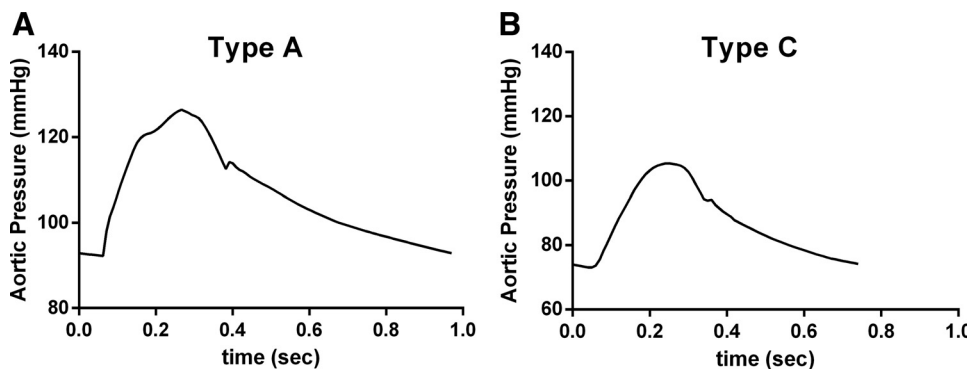 A
Type A
Aortic Pressure (mmHg)
140
120
100
80
0.0 0.2 0.4 0.6 0.8 1.0
time (sec)
B
Type C
Aortic Pressure (mmHg)
140
120
100
80
60
0.0 0.2 0.4 0.6 0.8 1.0
time (sec)